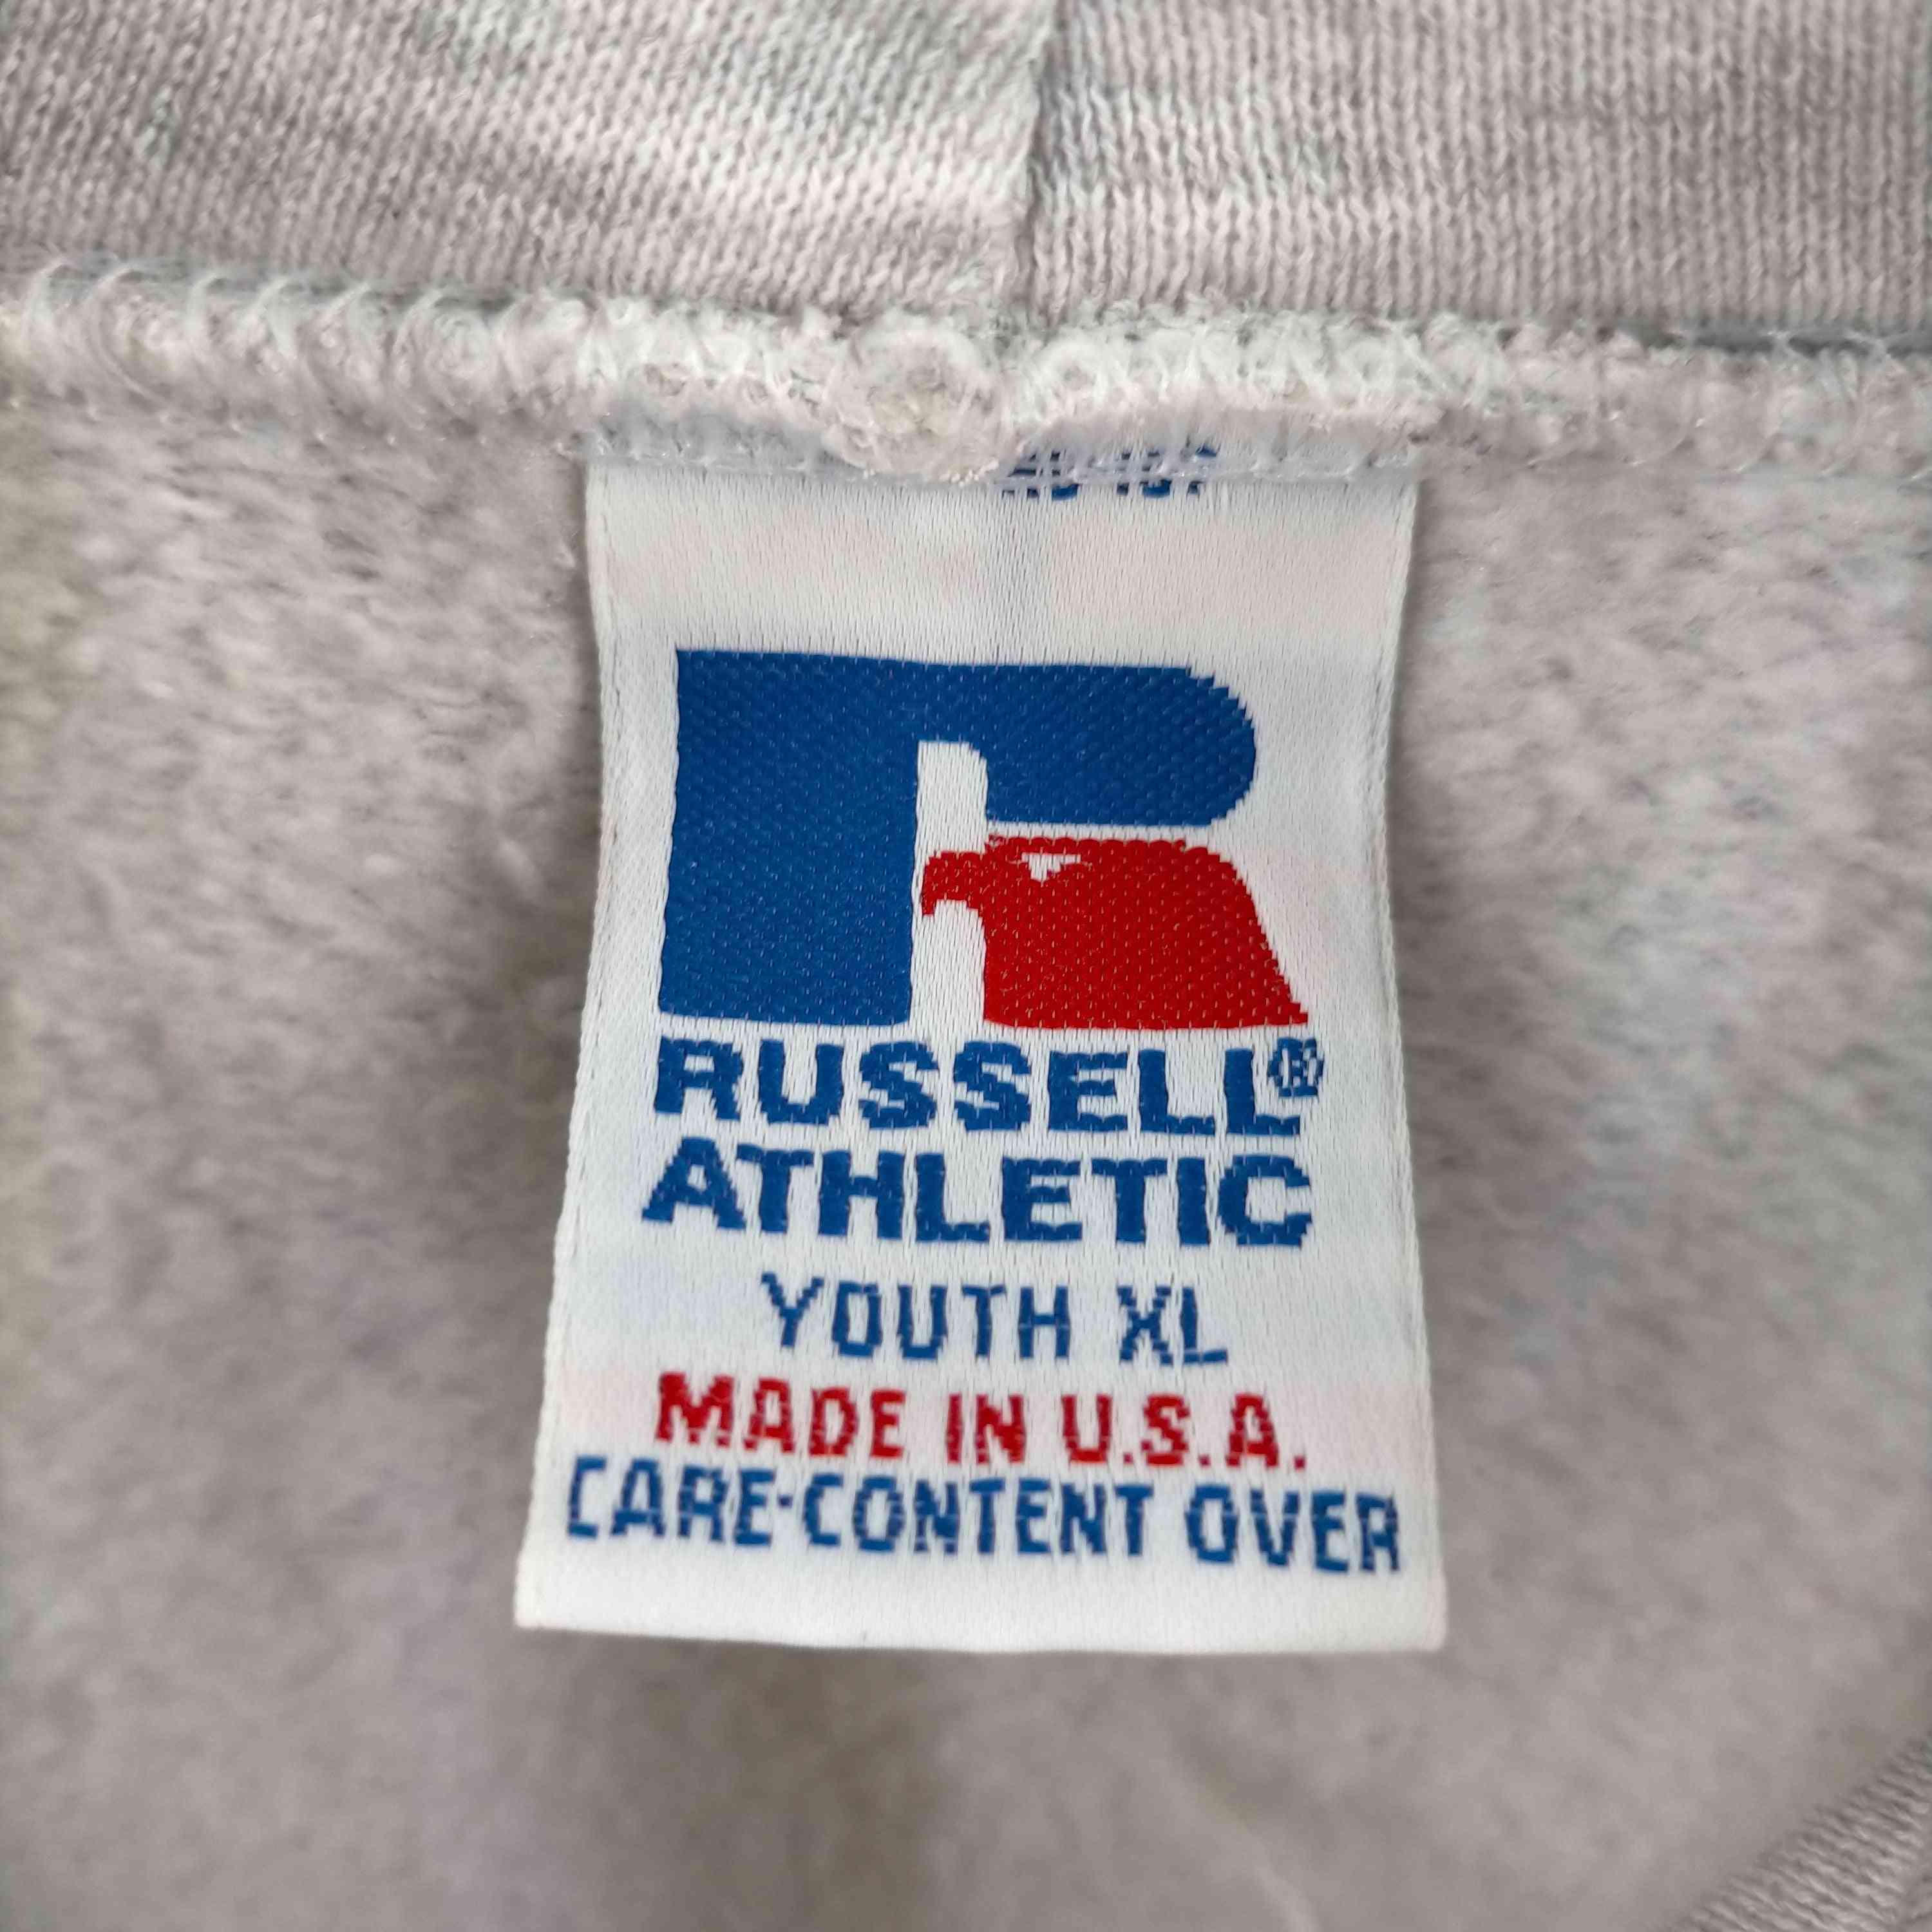 RUSSELL®
ATHLETIC
YOUTH XL
MADE IN U.S.A.
CARE·CONTENT OVER